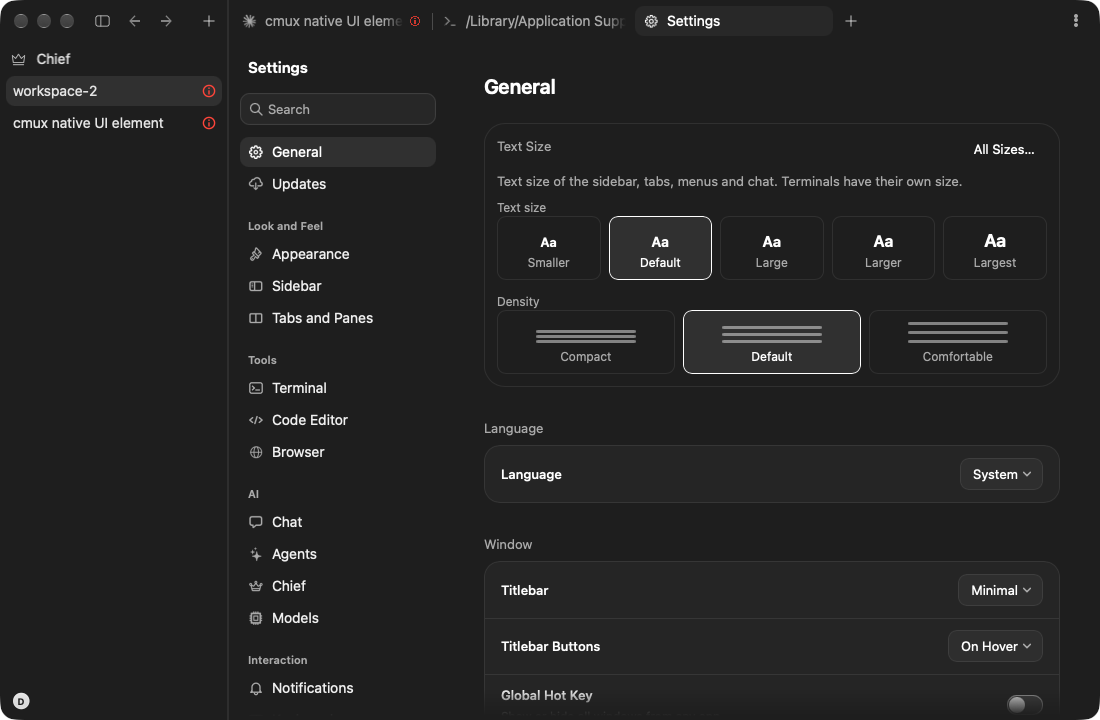 cmux native UI eleme
/Library/Application Supp
Settings
Chief
workspace-2
cmux native UI element
D
Settings
Search
General
Updates
Look and Feel
Appearance
Sidebar
Tabs and Panes
Tools
Terminal
Code Editor
Browser
AI
Chat
Agents
Chief
Models
Interaction
Notifications
General
Text Size
All Sizes...
Text size of the sidebar, tabs, menus and chat. Terminals have their own size.
Text size
Aa Aa Aa Aa Aa
Smaller Default Large Larger Largest
Density
Compact Default Comfortable
Language
Language System
Window
Titlebar Minimal
Titlebar Buttons On Hover
Global Hot Key